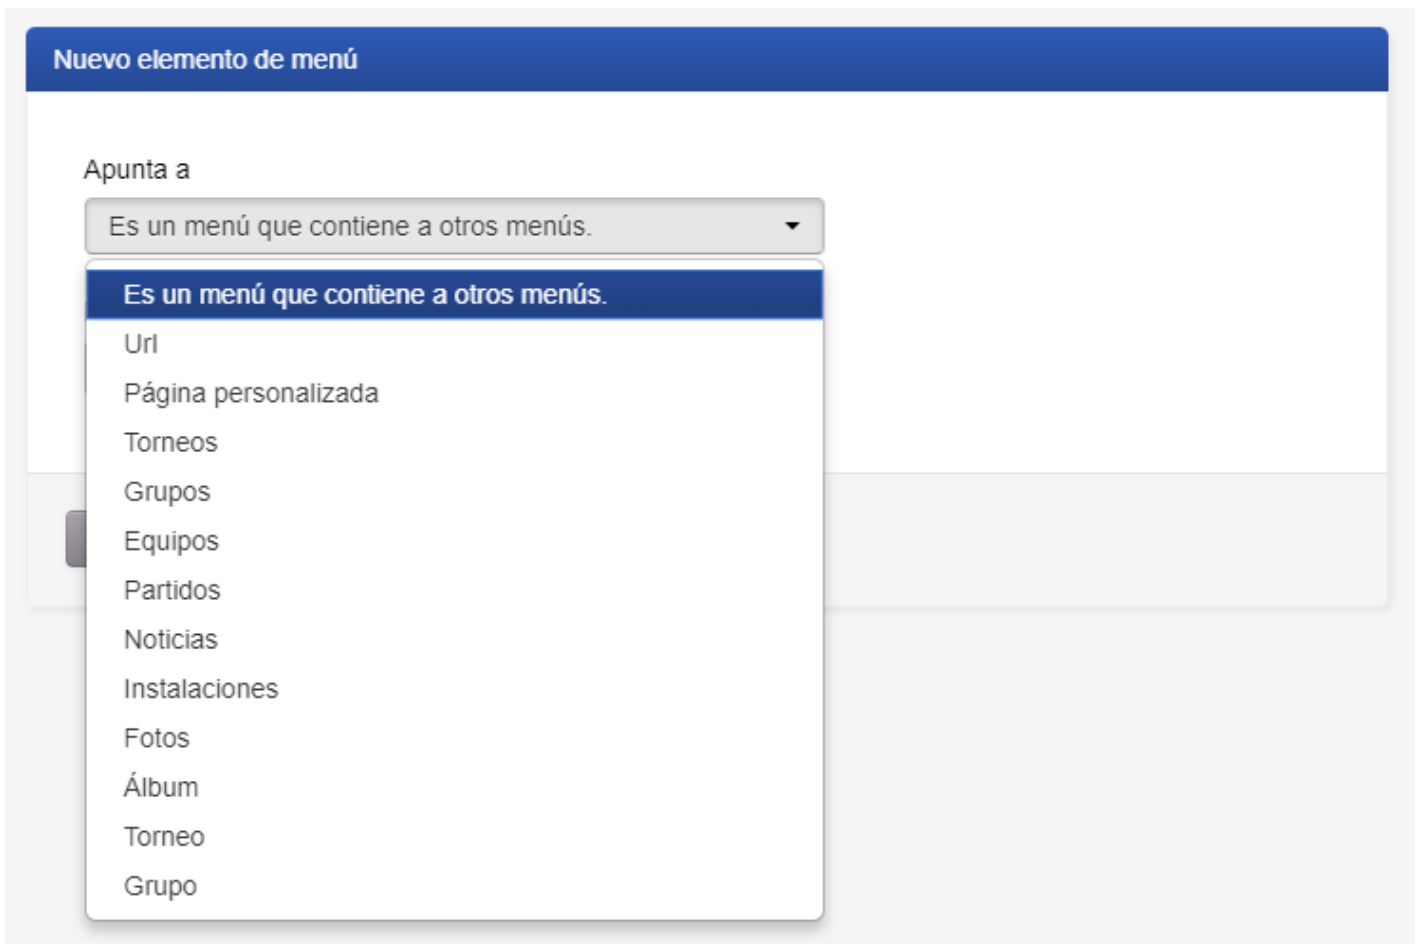 Nuevo elemento de menú
Apunta a
Es un menú que contiene a otros menús.
Es un menú que contiene a otros menús.
Url
Página personalizada
Torneos
Grupos
Equipos
Partidos
Noticias
Instalaciones
Fotos
Álbum
Torneo
Grupo